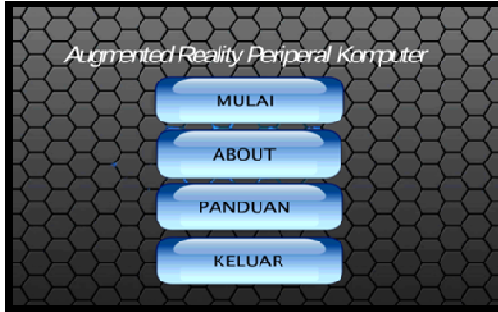 Augmented Reality Periperal Komputer
MULAI
ABOUT
PANDUAN
KELUAR